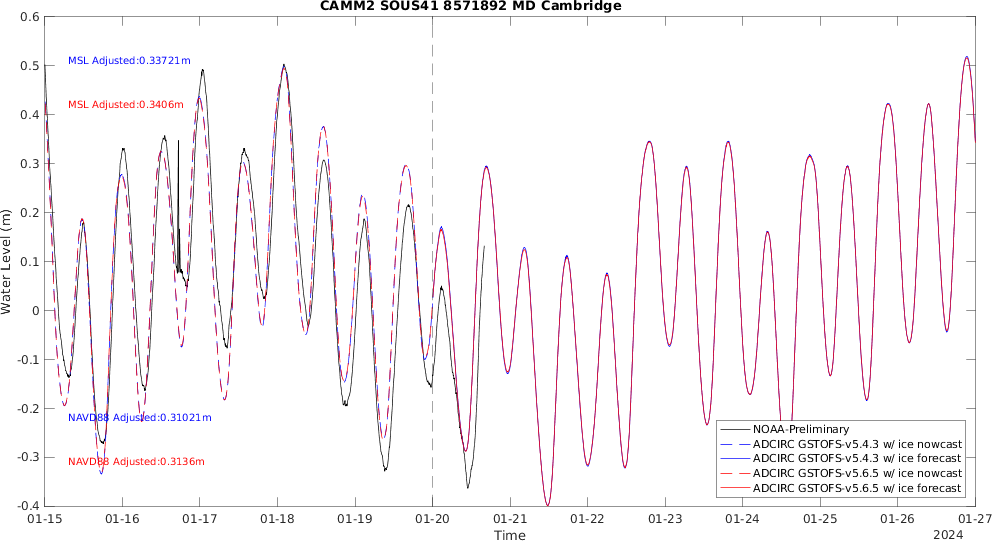 CAMM2 SOUS41 8571892 MD Cambridge
0.6
0.5
0.4
0.3
0.2
0.1
0
-0.1
-0.2
-0.3
-0.4
Water Level (m)
MSL Adjusted:0.33721m
MSL Adjusted:0.3406m
NAVD88 Adjusted:0.31021m
NAVD88 Adjusted:0.3136m
NOAA-Preliminary
ADCIRC GSTOFS-v5.4.3 w/ ice nowcast
ADCIRC GSTOFS-v5.4.3 w/ ice forecast
ADCIRC GSTOFS-v5.6.5 w/ ice nowcast
ADCIRC GSTOFS-v5.6.5 w/ ice forecast
01-15 01-16 01-17 01-18 01-19 01-20 01-21 01-22 01-23 01-24 01-25 01-26 01-27
Time
2024